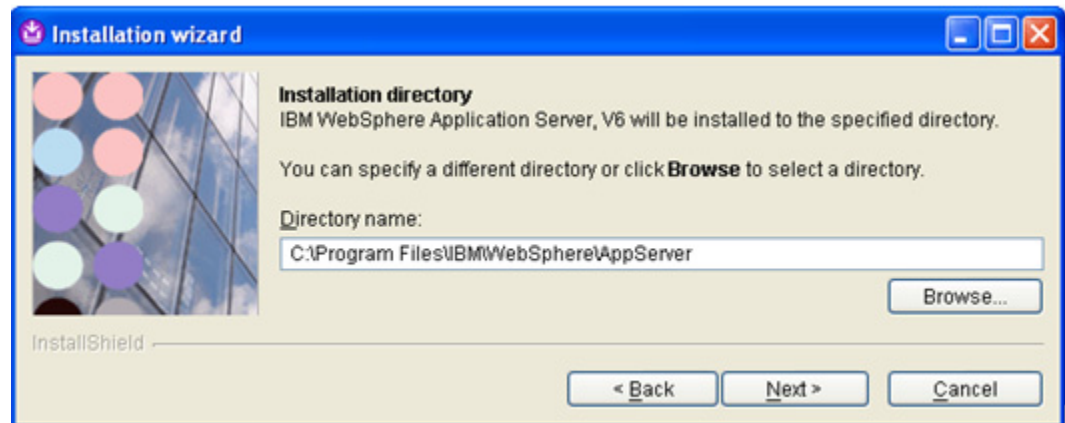 Installation wizard
Installation directory
IBM WebSphere Application Server, V6 will be installed to the specified directory.
You can specify a different directory or click Browse to select a directory.
Directory name:
C:\Program Files\IBM\WebSphere\AppServer
Browse...
InstallShield
< Back
Next >
Cancel